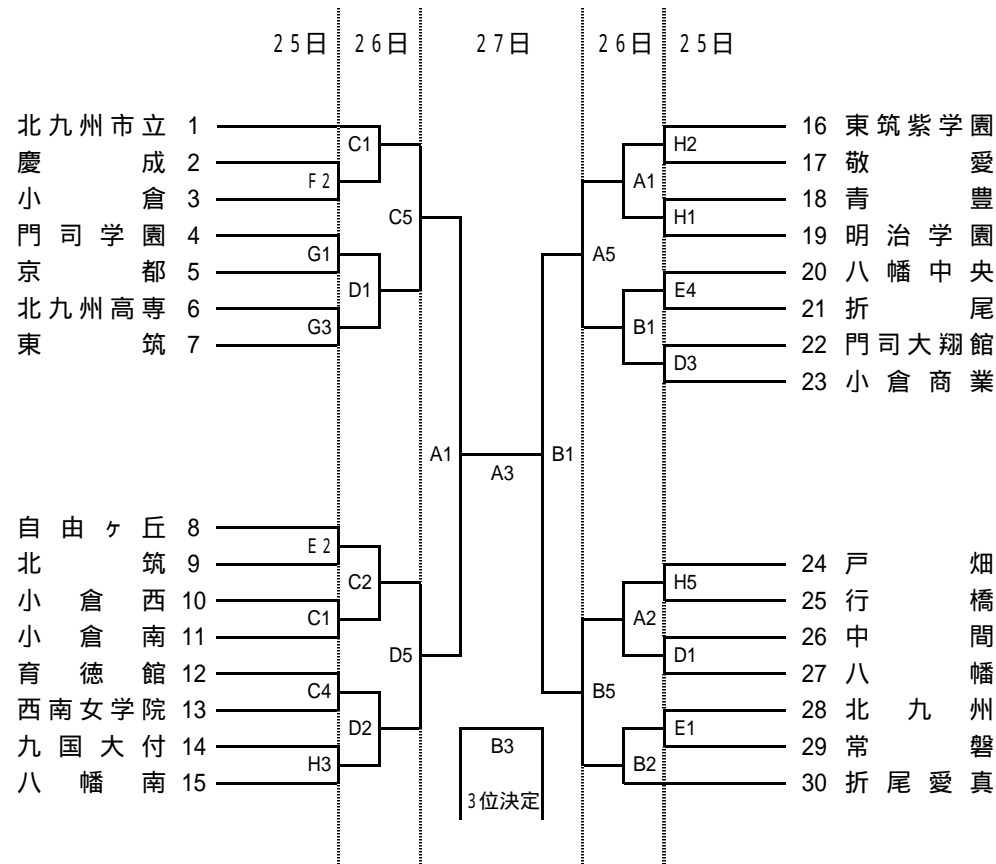 25日 26日 27日 26日 25日
北九州市立 1 16 東筑紫学園
C1 H2
慶成 2 17 敬愛
F2 A1
小倉 3 18 青豊
C5 H1
門司学園 4 19 明治学園
G1 A5
京都 5 20 八幡中央
D1 E4
北九州高専 6 21 折尾
G3 B1
東筑 7 22 門司大翔館
D3
23 小倉商業
A1 A3 B1
自由ヶ丘 8
E2
北筑 9 24 戸畑
C2 H5
小倉西 10 25 行橋
C1 A2
小倉南 11 26 中間
D5 D1
育徳館 12 27 八幡
C4 B5
西南女学院 13 28 北九州
D2 E1
九国大付 14 B3 29 常磐
H3 B2
八幡南 15 30 折尾愛真
3位決定